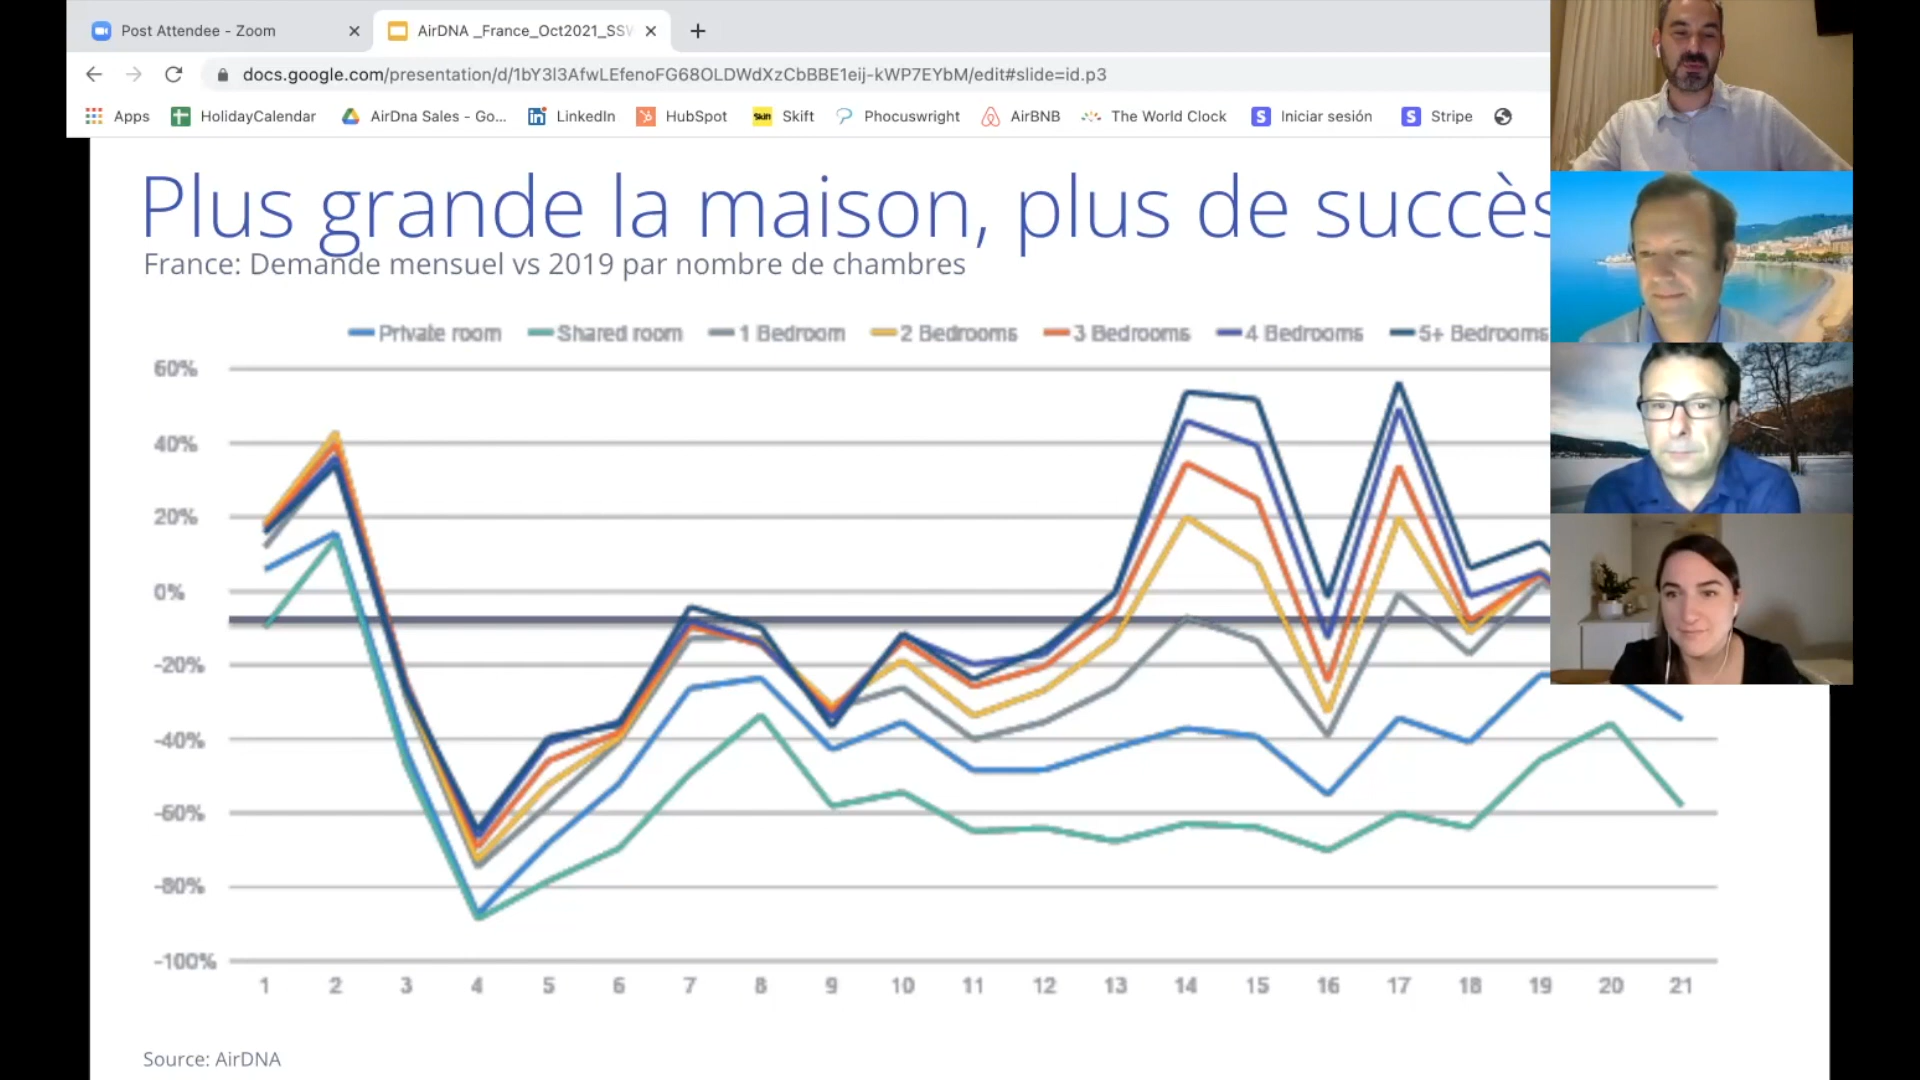 Post Attendee - Zoom
AirDNA _France_Oct2021_SSW
docs.google.com/presentation/d/1bY3I3AfwLEfenoFG68OLDWdXzCbBBE1eij-kWP7EYbM/edit#slide=id.p3
Apps HolidayCalendar AirDna Sales - Go... LinkedIn HubSpot Skift Phocuswright AirBNB The World Clock Iniciar sesión Stripe
Plus grande la maison, plus de succès
France: Demande mensuel vs 2019 par nombre de chambres
Private room Shared room 1 Bedroom 2 Bedrooms 3 Bedrooms 4 Bedrooms 5+ Bedrooms
60%
40%
20%
0%
-20%
-40%
-60%
-80%
-100%
1 2 3 4 5 6 7 8 9 10 11 12 13 14 15 16 17 18 19 20 21
Source: AirDNA